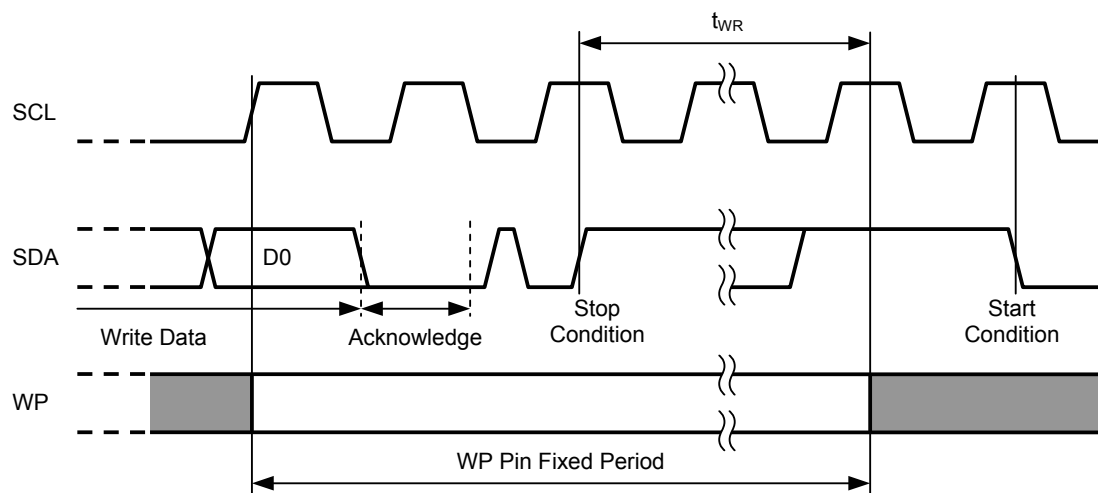 tWR
SCL
SDA
D0
Write Data
Acknowledge
Stop
Condition
Start
Condition
WP
WP Pin Fixed Period